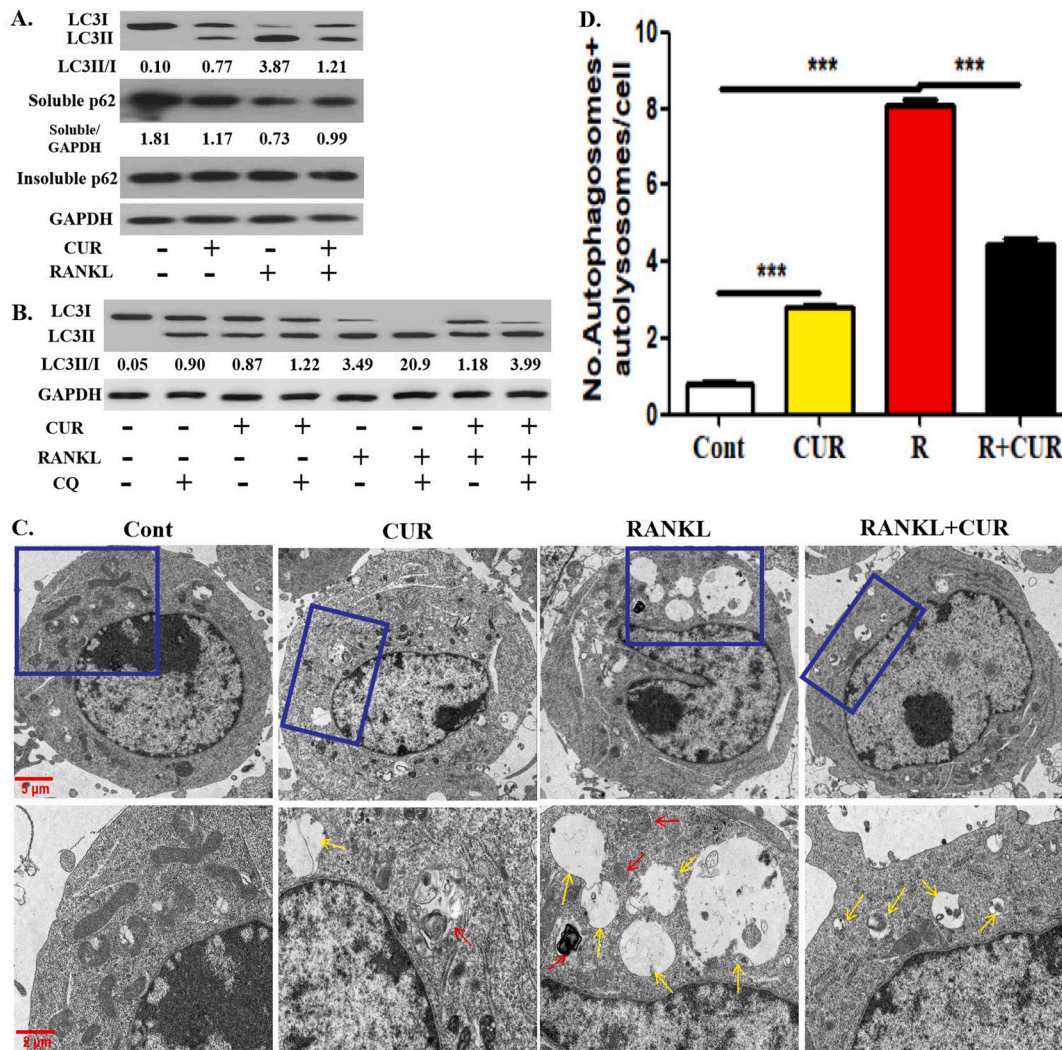 A.
LC3I
LC3II
LC3II/I 0.10 0.77 3.87 1.21
Soluble p62
Soluble/
GAPDH 1.81 1.17 0.73 0.99
Insoluble p62
GAPDH
CUR - + - +
RANKL - - + +
B.
LC3I
LC3II
LC3II/I 0.05 0.90 0.87 1.22 3.49 20.9 1.18 3.99
GAPDH
CUR - - + + - - + +
RANKL - - - - + + + +
CQ - + - + - + - +
D.
No.Autophagosomes+
autolysosomes/cell
10
8
6
4
2
0
*** ***
***
Cont CUR R R+CUR
C.
Cont CUR RANKL RANKL+CUR
5 μm
2 μm